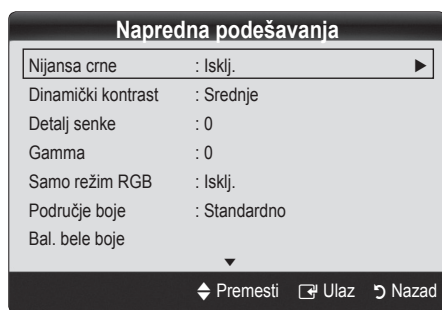 Napredna podešavanja
Nijansa crne : Isklj.
Dinamički kontrast : Srednje
Detalj senke : 0
Gamma : 0
Samo režim RGB : Isklj.
Područje boje : Standardno
Bal. bele boje
Premesti Ulaz Nazad